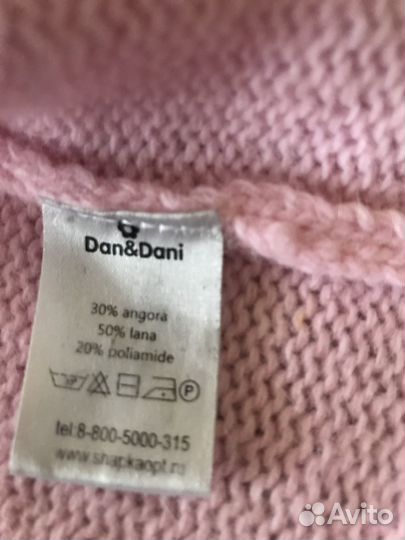 Dan&Dani
30% angora
50% lana
20% poliamide
P
tel:8-800-5000-315
www.shapkaopt.ru
Avito